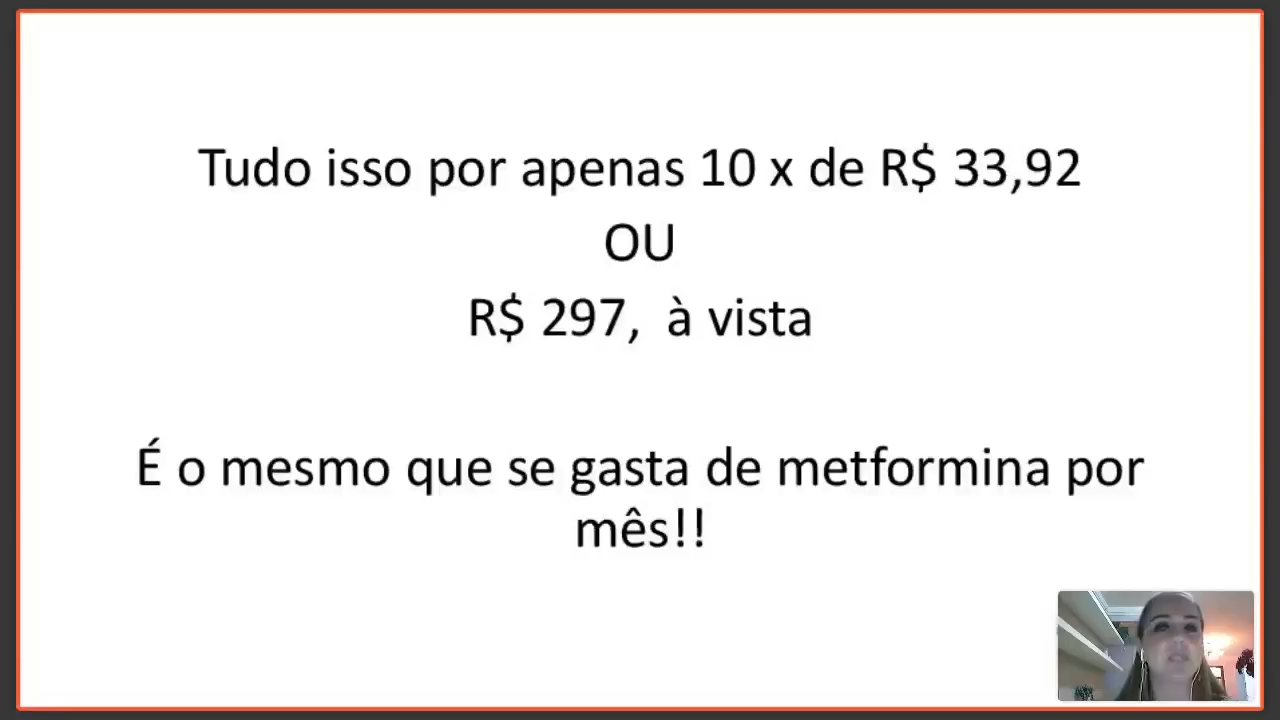 Tudo isso por apenas 10 x de R$ 33,92
OU
R$ 297, à vista
É o mesmo que se gasta de metformina por
mês!!